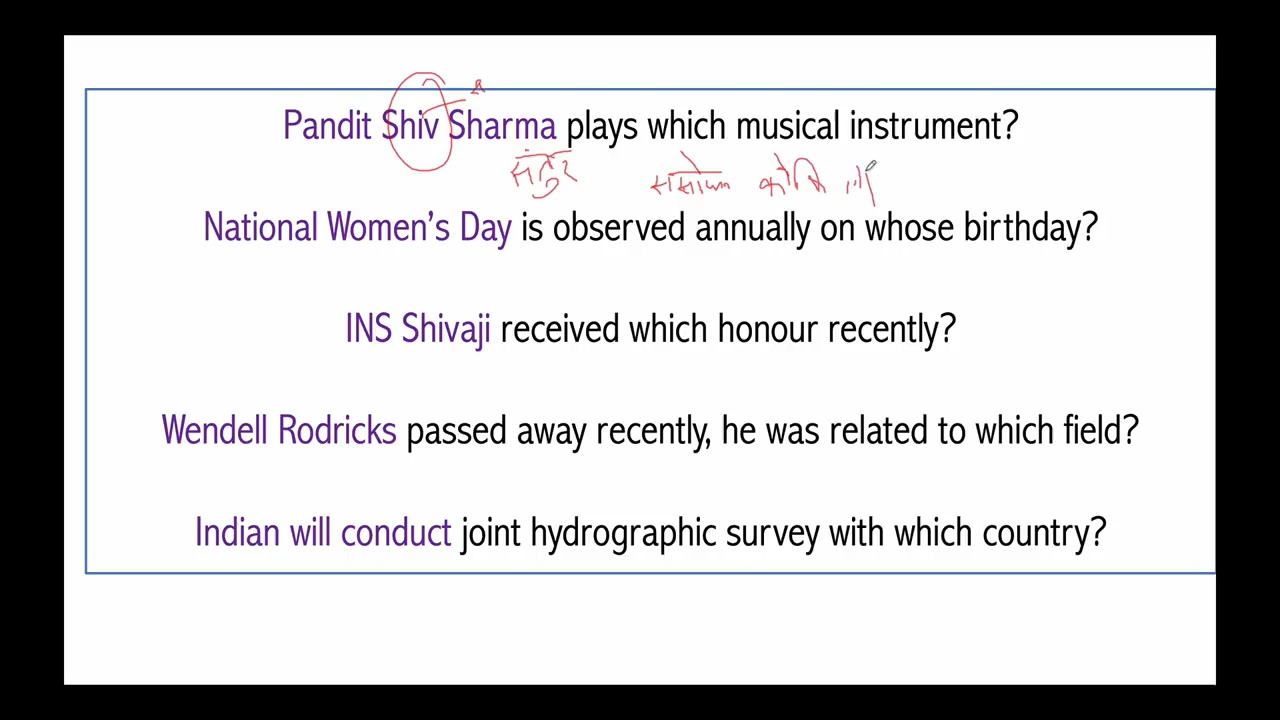 Pandit Shiv Sharma plays which musical instrument?
संतुर
National Women's Day is observed annually on whose birthday?
INS Shivaji received which honour recently?
Wendell Rodricks passed away recently, he was related to which field?
Indian will conduct joint hydrographic survey with which country?